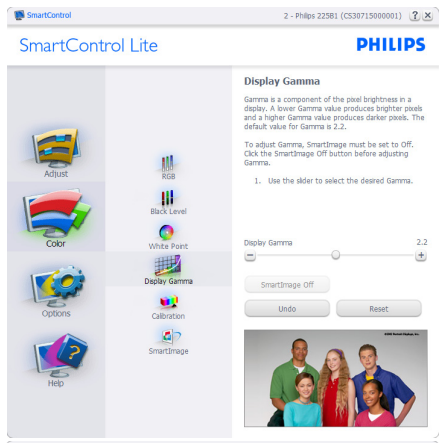 SmartControl
2 - Philips 225B1 (CS30715000001)
SmartControl Lite
PHILIPS
Display Gamma
Gamma is a component of the pixel brightness in a
display. A lower Gamma value produces brighter pixels
and a higher Gamma value produces darker pixels. The
default value for Gamma is 2.2.
To adjust Gamma, SmartImage must be set to Off.
Click the SmartImage Off button before adjusting
Gamma.
1. Use the slider to select the desired Gamma.
Adjust
Color
Options
Help
RGB
Black Level
White Point
Display Gamma
Calibration
SmartImage
Display Gamma
2.2
SmartImage Off
Undo
Reset